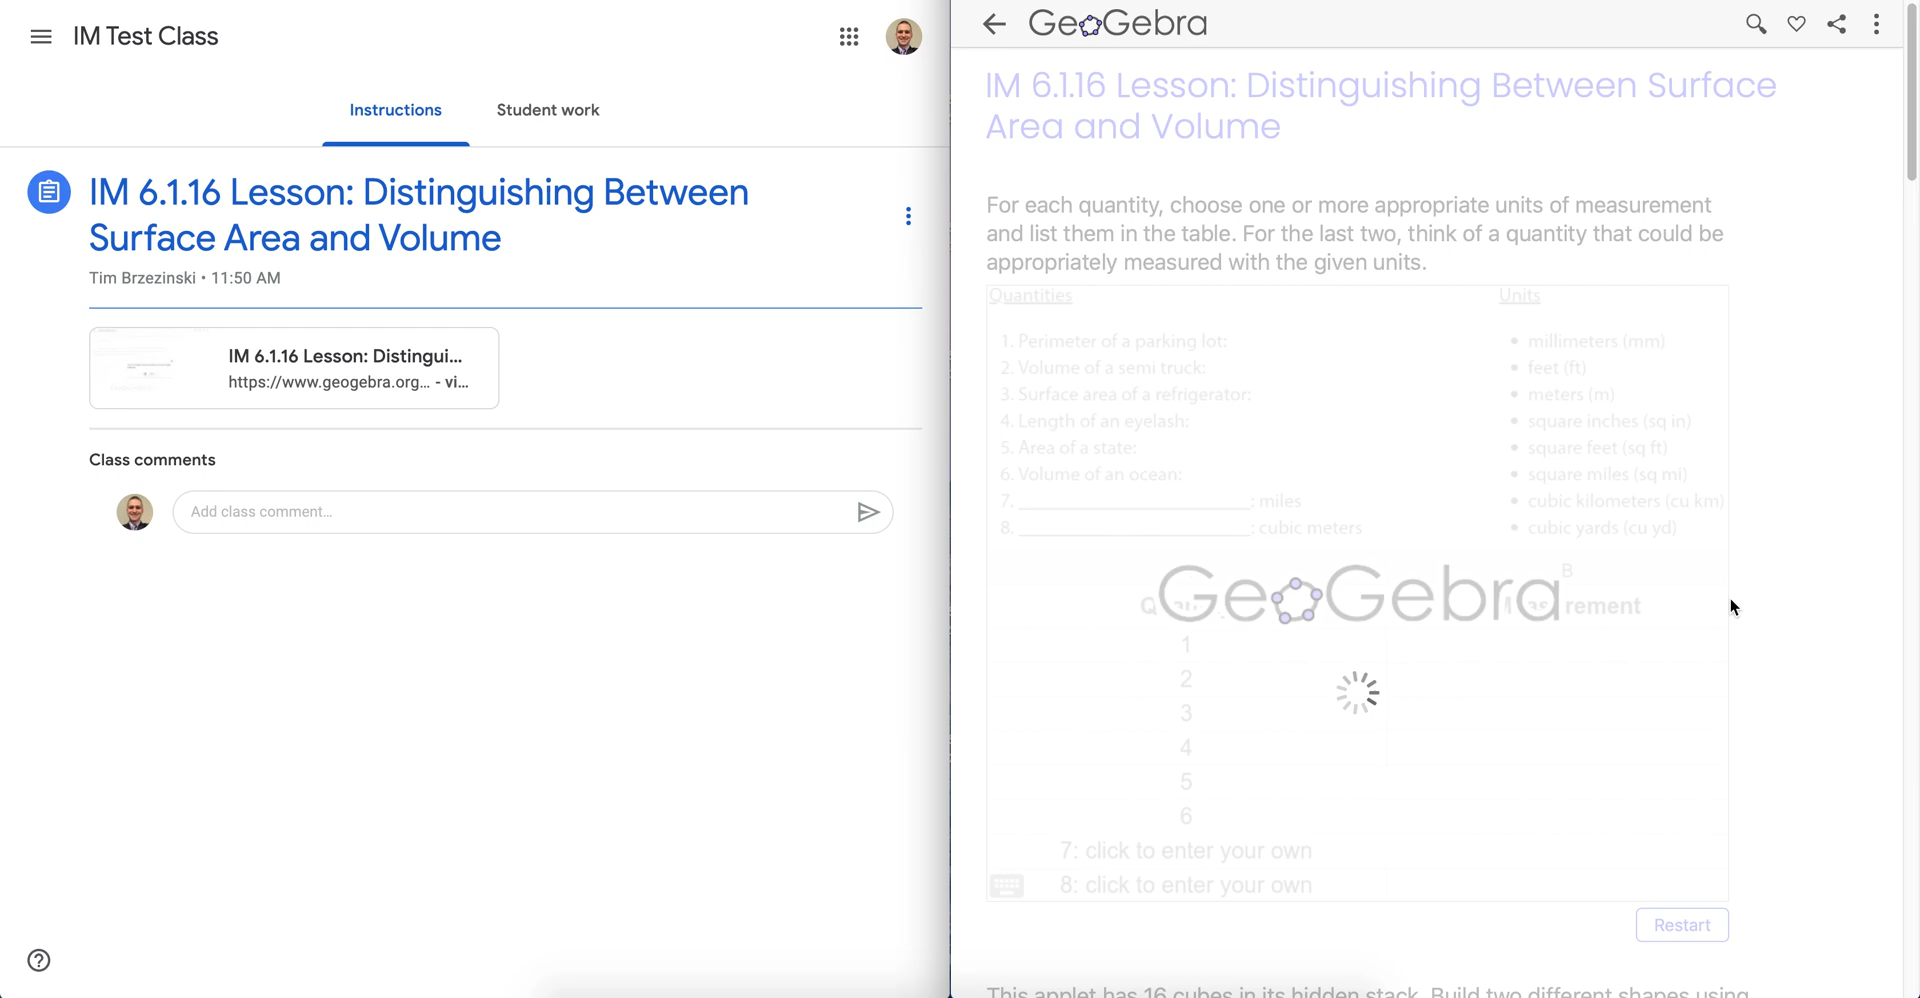 IM Test Class
Instructions
Student work
IM 6.1.16 Lesson: Distinguishing Between
Surface Area and Volume
Tim Brzezinski • 11:50 AM
IM 6.1.16 Lesson: Distingui...
https://www.geogebra.org... - vi...
Class comments
Add class comment...
GeoGebra
IM 6.1.16 Lesson: Distinguishing Between Surface
Area and Volume
For each quantity, choose one or more appropriate units of measurement
and list them in the table. For the last two, think of a quantity that could be
appropriately measured with the given units.
Quantities
Units
1. Perimeter of a parking lot:
• millimeters (mm)
2. Volume of a semi truck:
• feet (ft)
3. Surface area of a refrigerator:
• meters (m)
4. Length of an eyelash:
• square inches (sq in)
5. Area of a state:
• square feet (sq ft)
6. Volume of an ocean:
• square miles (sq mi)
7. ______________________: miles
• cubic kilometers (cu km)
8. ______________________: cubic meters
• cubic yards (cu yd)
B
GeoGebra
1
2
3
4
5
6
7: click to enter your own
8: click to enter your own
Restart
This applet has 16 cubes in its hidden stack. Build two different shapes using